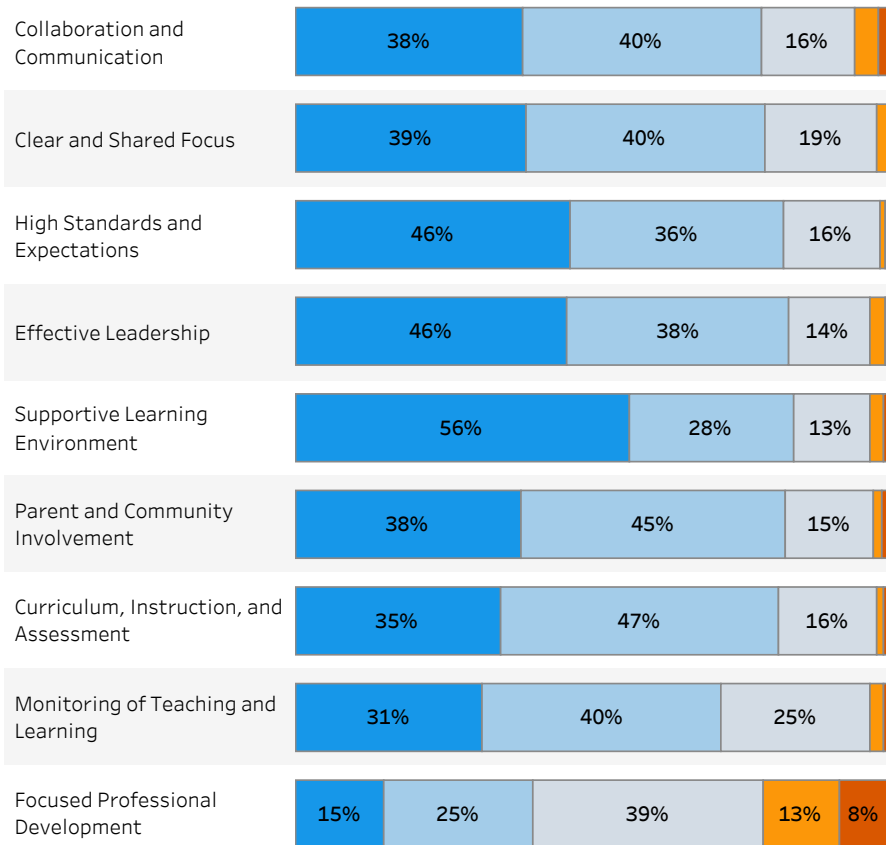 Collaboration and
Communication
38% 40% 16%
Clear and Shared Focus
39% 40% 19%
High Standards and
Expectations
46% 36% 16%
Effective Leadership
46% 38% 14%
Supportive Learning
Environment
56% 28% 13%
Parent and Community
Involvement
38% 45% 15%
Curriculum, Instruction, and
Assessment
35% 47% 16%
Monitoring of Teaching and
Learning
31% 40% 25%
Focused Professional
Development
15% 25% 39% 13% 8%